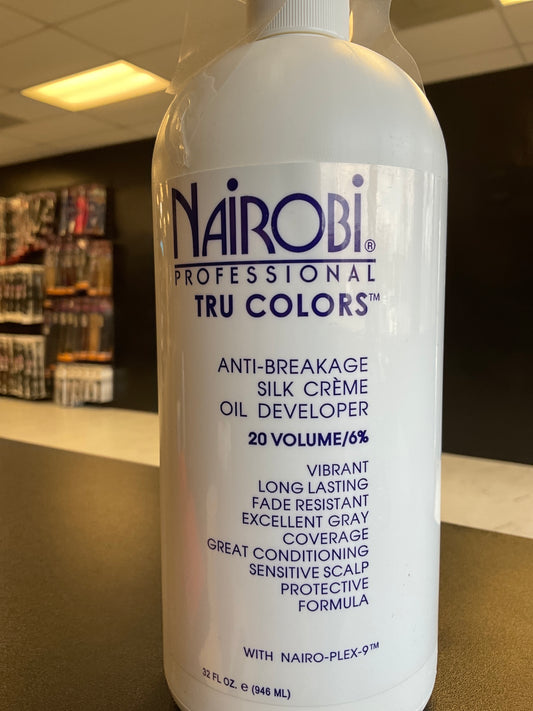 NAiROBi®
PROFESSIONAL
TRU COLORS™
ANTI-BREAKAGE
SILK CRÈME
OIL DEVELOPER
20 VOLUME/6%
VIBRANT
LONG LASTING
FADE RESISTANT
EXCELLENT GRAY
COVERAGE
GREAT CONDITIONING
SENSITIVE SCALP
PROTECTIVE
FORMULA
WITH NAIRO-PLEX-9™
32 FL OZ. e (946 ML)